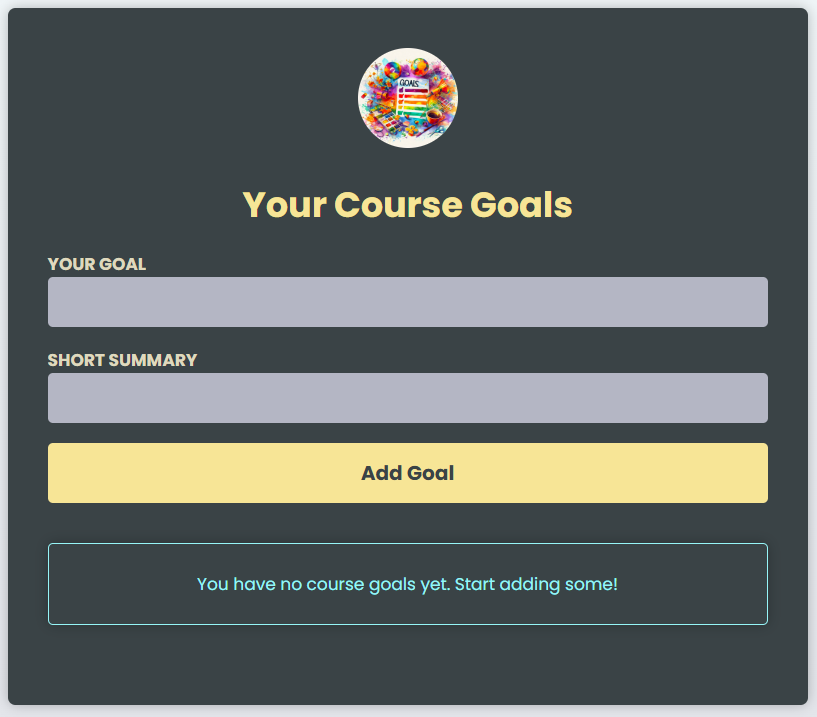 GOALS
Your Course Goals
YOUR GOAL
SHORT SUMMARY
Add Goal
You have no course goals yet. Start adding some!